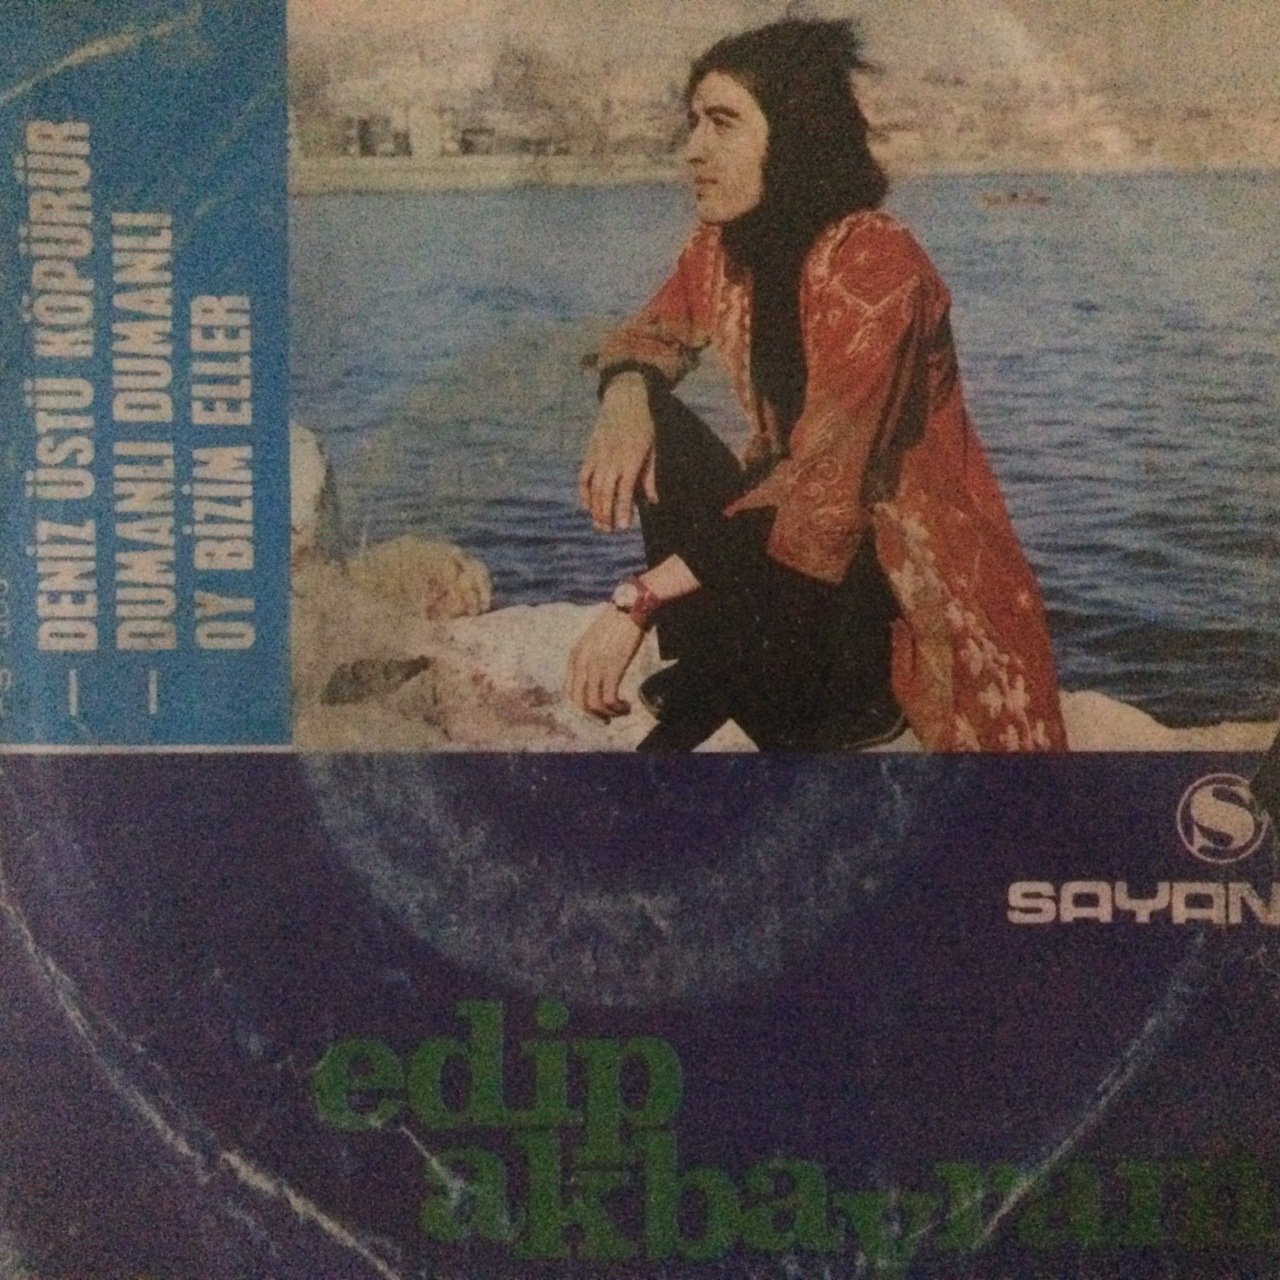 DENİZ ÜSTÜ KÖPÜRÜR
DUMANLI DUMANLI
OY BİZİM ELLER
S
SAYAN
edip
akbayram